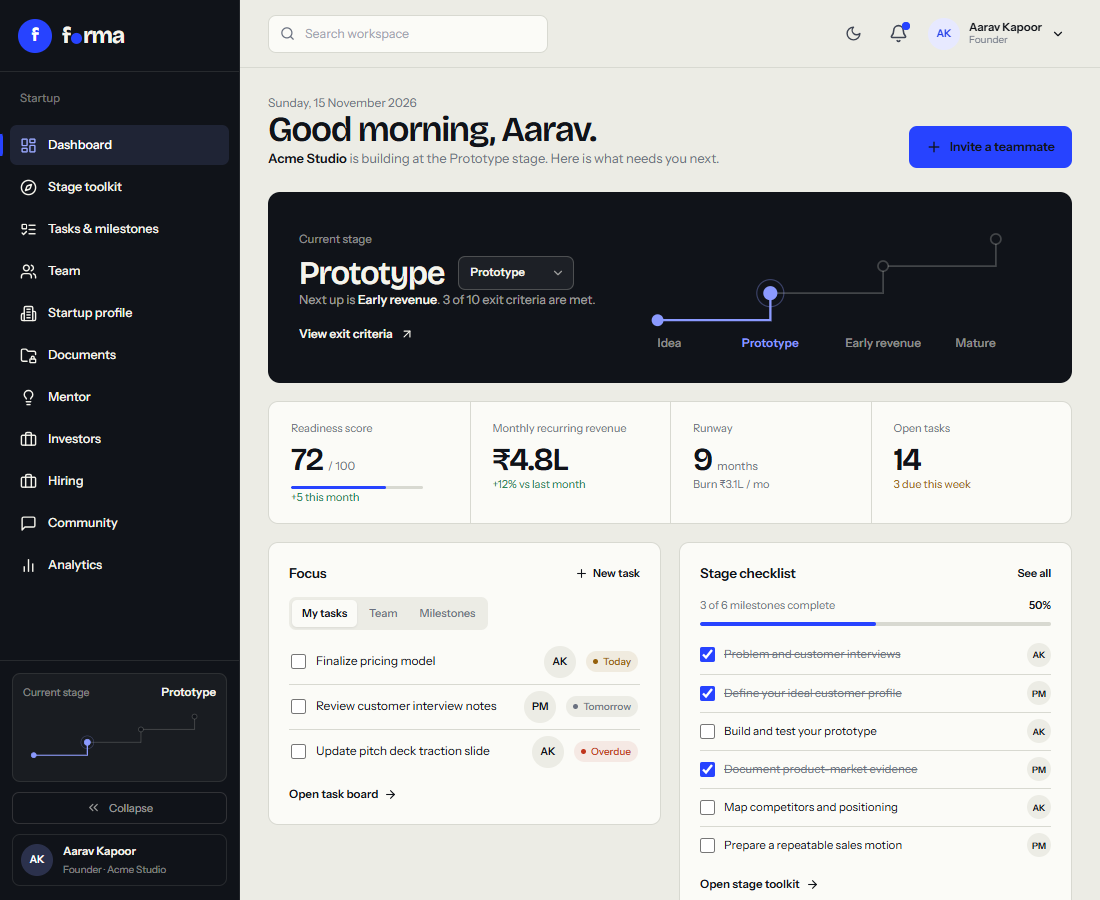 f forma
Startup
Dashboard
Stage toolkit
Tasks & milestones
Team
Startup profile
Documents
Mentor
Investors
Hiring
Community
Analytics
Current stage Prototype
Collapse
AK Aarav Kapoor
Founder · Acme Studio
Search workspace
AK Aarav Kapoor
Founder
Sunday, 15 November 2026
Good morning, Aarav.
Acme Studio is building at the Prototype stage. Here is what needs you next.
Invite a teammate
Current stage
Prototype Prototype
Next up is Early revenue. 3 of 10 exit criteria are met.
View exit criteria
Idea Prototype Early revenue Mature
Readiness score
72 / 100
+5 this month
Monthly recurring revenue
₹4.8L
+12% vs last month
Runway
9 months
Burn ₹3.1L / mo
Open tasks
14
3 due this week
Focus New task
My tasks Team Milestones
Finalize pricing model AK Today
Review customer interview notes PM Tomorrow
Update pitch deck traction slide AK Overdue
Open task board
Stage checklist See all
3 of 6 milestones complete 50%
Problem and customer interviews AK
Define your ideal customer profile PM
Build and test your prototype AK
Document product-market evidence PM
Map competitors and positioning AK
Prepare a repeatable sales motion PM
Open stage toolkit